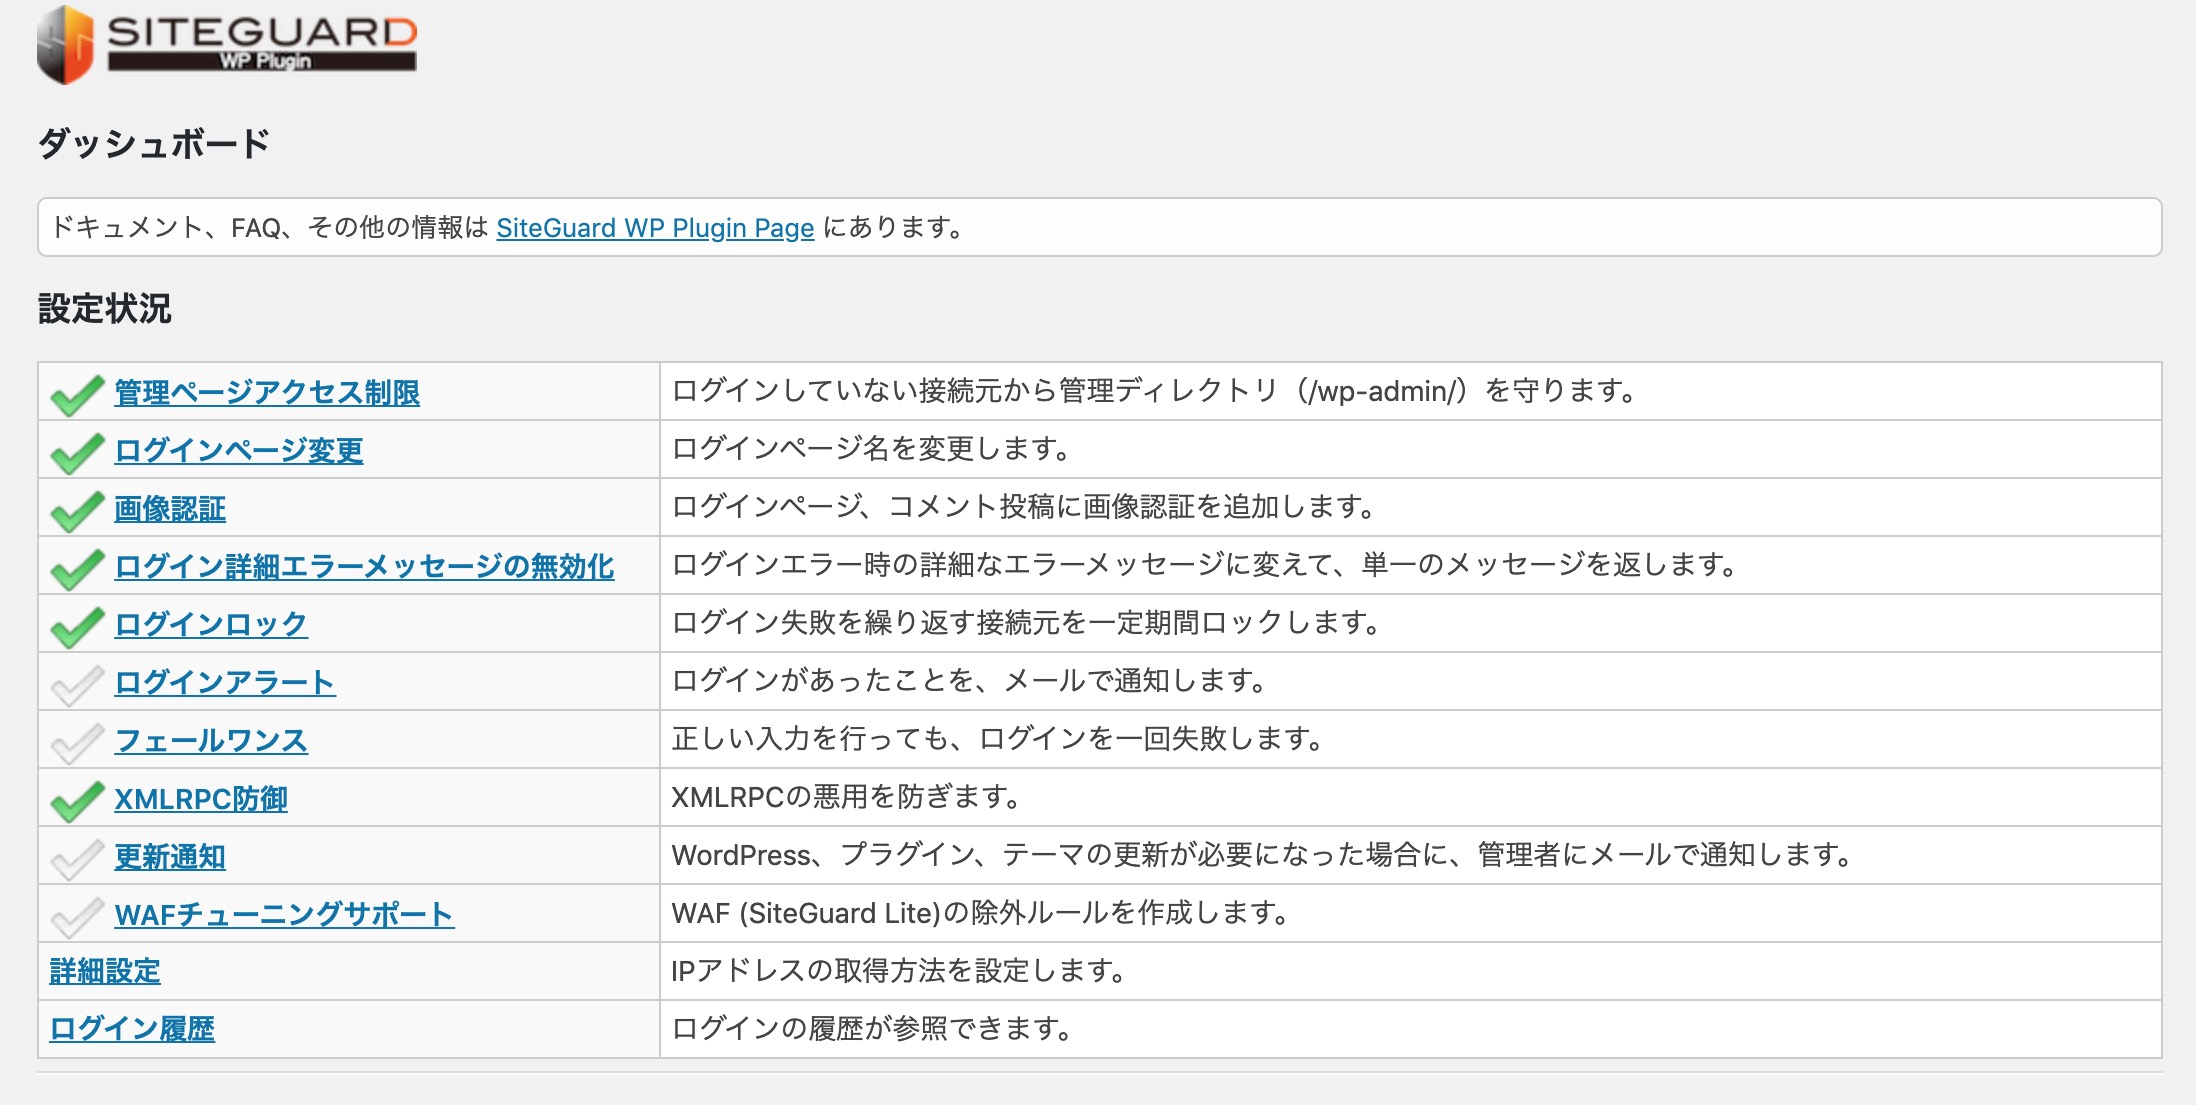 SITEGUARD
WP Plugin
ダッシュボード
ドキュメント、FAQ、その他の情報は SiteGuard WP Plugin Page にあります。
設定状況
管理ページアクセス制限 ログインしていない接続元から管理ディレクトリ（/wp-admin/）を守ります。
ログインページ変更 ログインページ名を変更します。
画像認証 ログインページ、コメント投稿に画像認証を追加します。
ログイン詳細エラーメッセージの無効化 ログインエラー時の詳細なエラーメッセージに変えて、単一のメッセージを返します。
ログインロック ログイン失敗を繰り返す接続元を一定期間ロックします。
ログインアラート ログインがあったことを、メールで通知します。
フェールワンス 正しい入力を行っても、ログインを一回失敗します。
XMLRPC防御 XMLRPCの悪用を防ぎます。
更新通知 WordPress、プラグイン、テーマの更新が必要になった場合に、管理者にメールで通知します。
WAFチューニングサポート WAF (SiteGuard Lite)の除外ルールを作成します。
詳細設定 IPアドレスの取得方法を設定します。
ログイン履歴 ログインの履歴が参照できます。